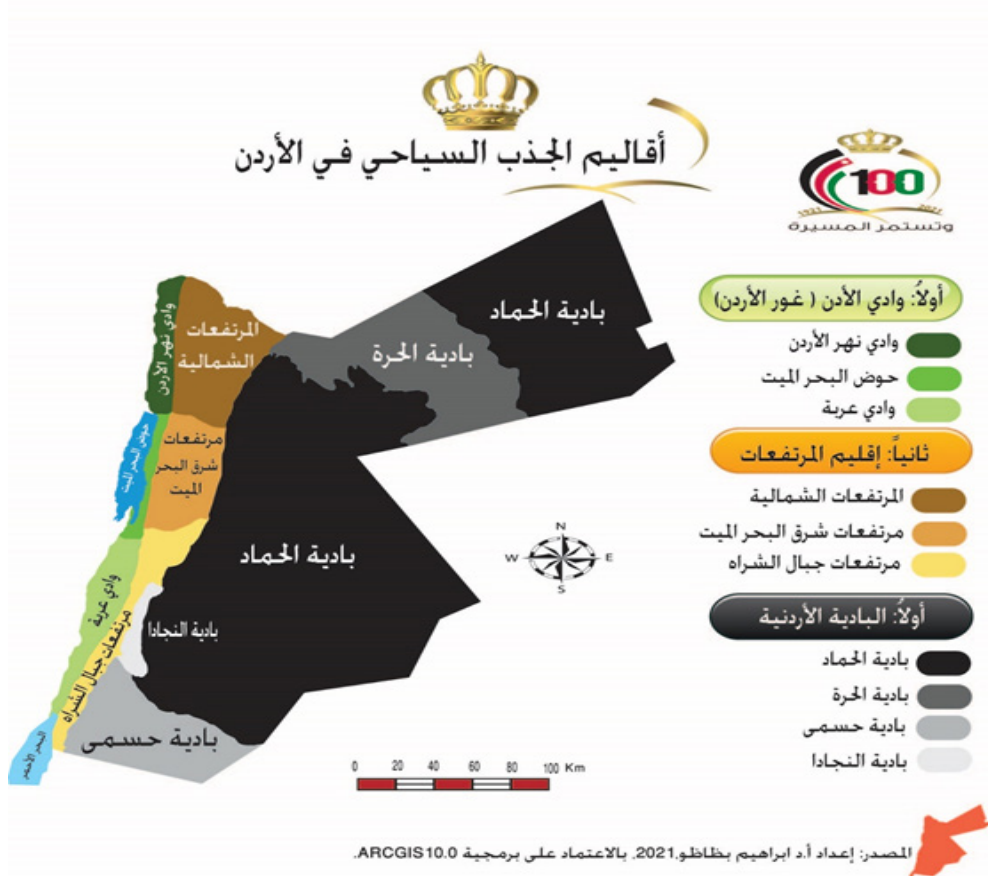 أقاليم الجذب السياحي في الأردن
100
1921 2021
وتستمر المسيرة
أولاً: وادي الأدن ( غور الأردن)
وادي نهر الأردن
حوض البحر الميت
وادي عربة
ثانياً: إقليم المرتفعات
المرتفعات الشمالية
مرتفعات شرق البحر الميت
مرتفعات جبال الشراه
أولاً: البادية الأردنية
بادية الحماد
بادية الحرة
بادية حسمى
بادية النجادا
بادية الحماد
بادية الحرة
المرتفعات
الشمالية
وادي نهر الأردن
مرتفعات
شرق البحر
الميت
حوض البحر الميت
بادية الحماد
وادي عربة
بادية النجادا
مرتفعات جبال الشراه
بادية حسمى
البحر الأحمر
N
W E
S
0 20 40 60 80 100 Km
المصدر: إعداد أ.د ابراهيم بظاظو,2021, بالاعتماد على برمجية ARCGIS10.0.